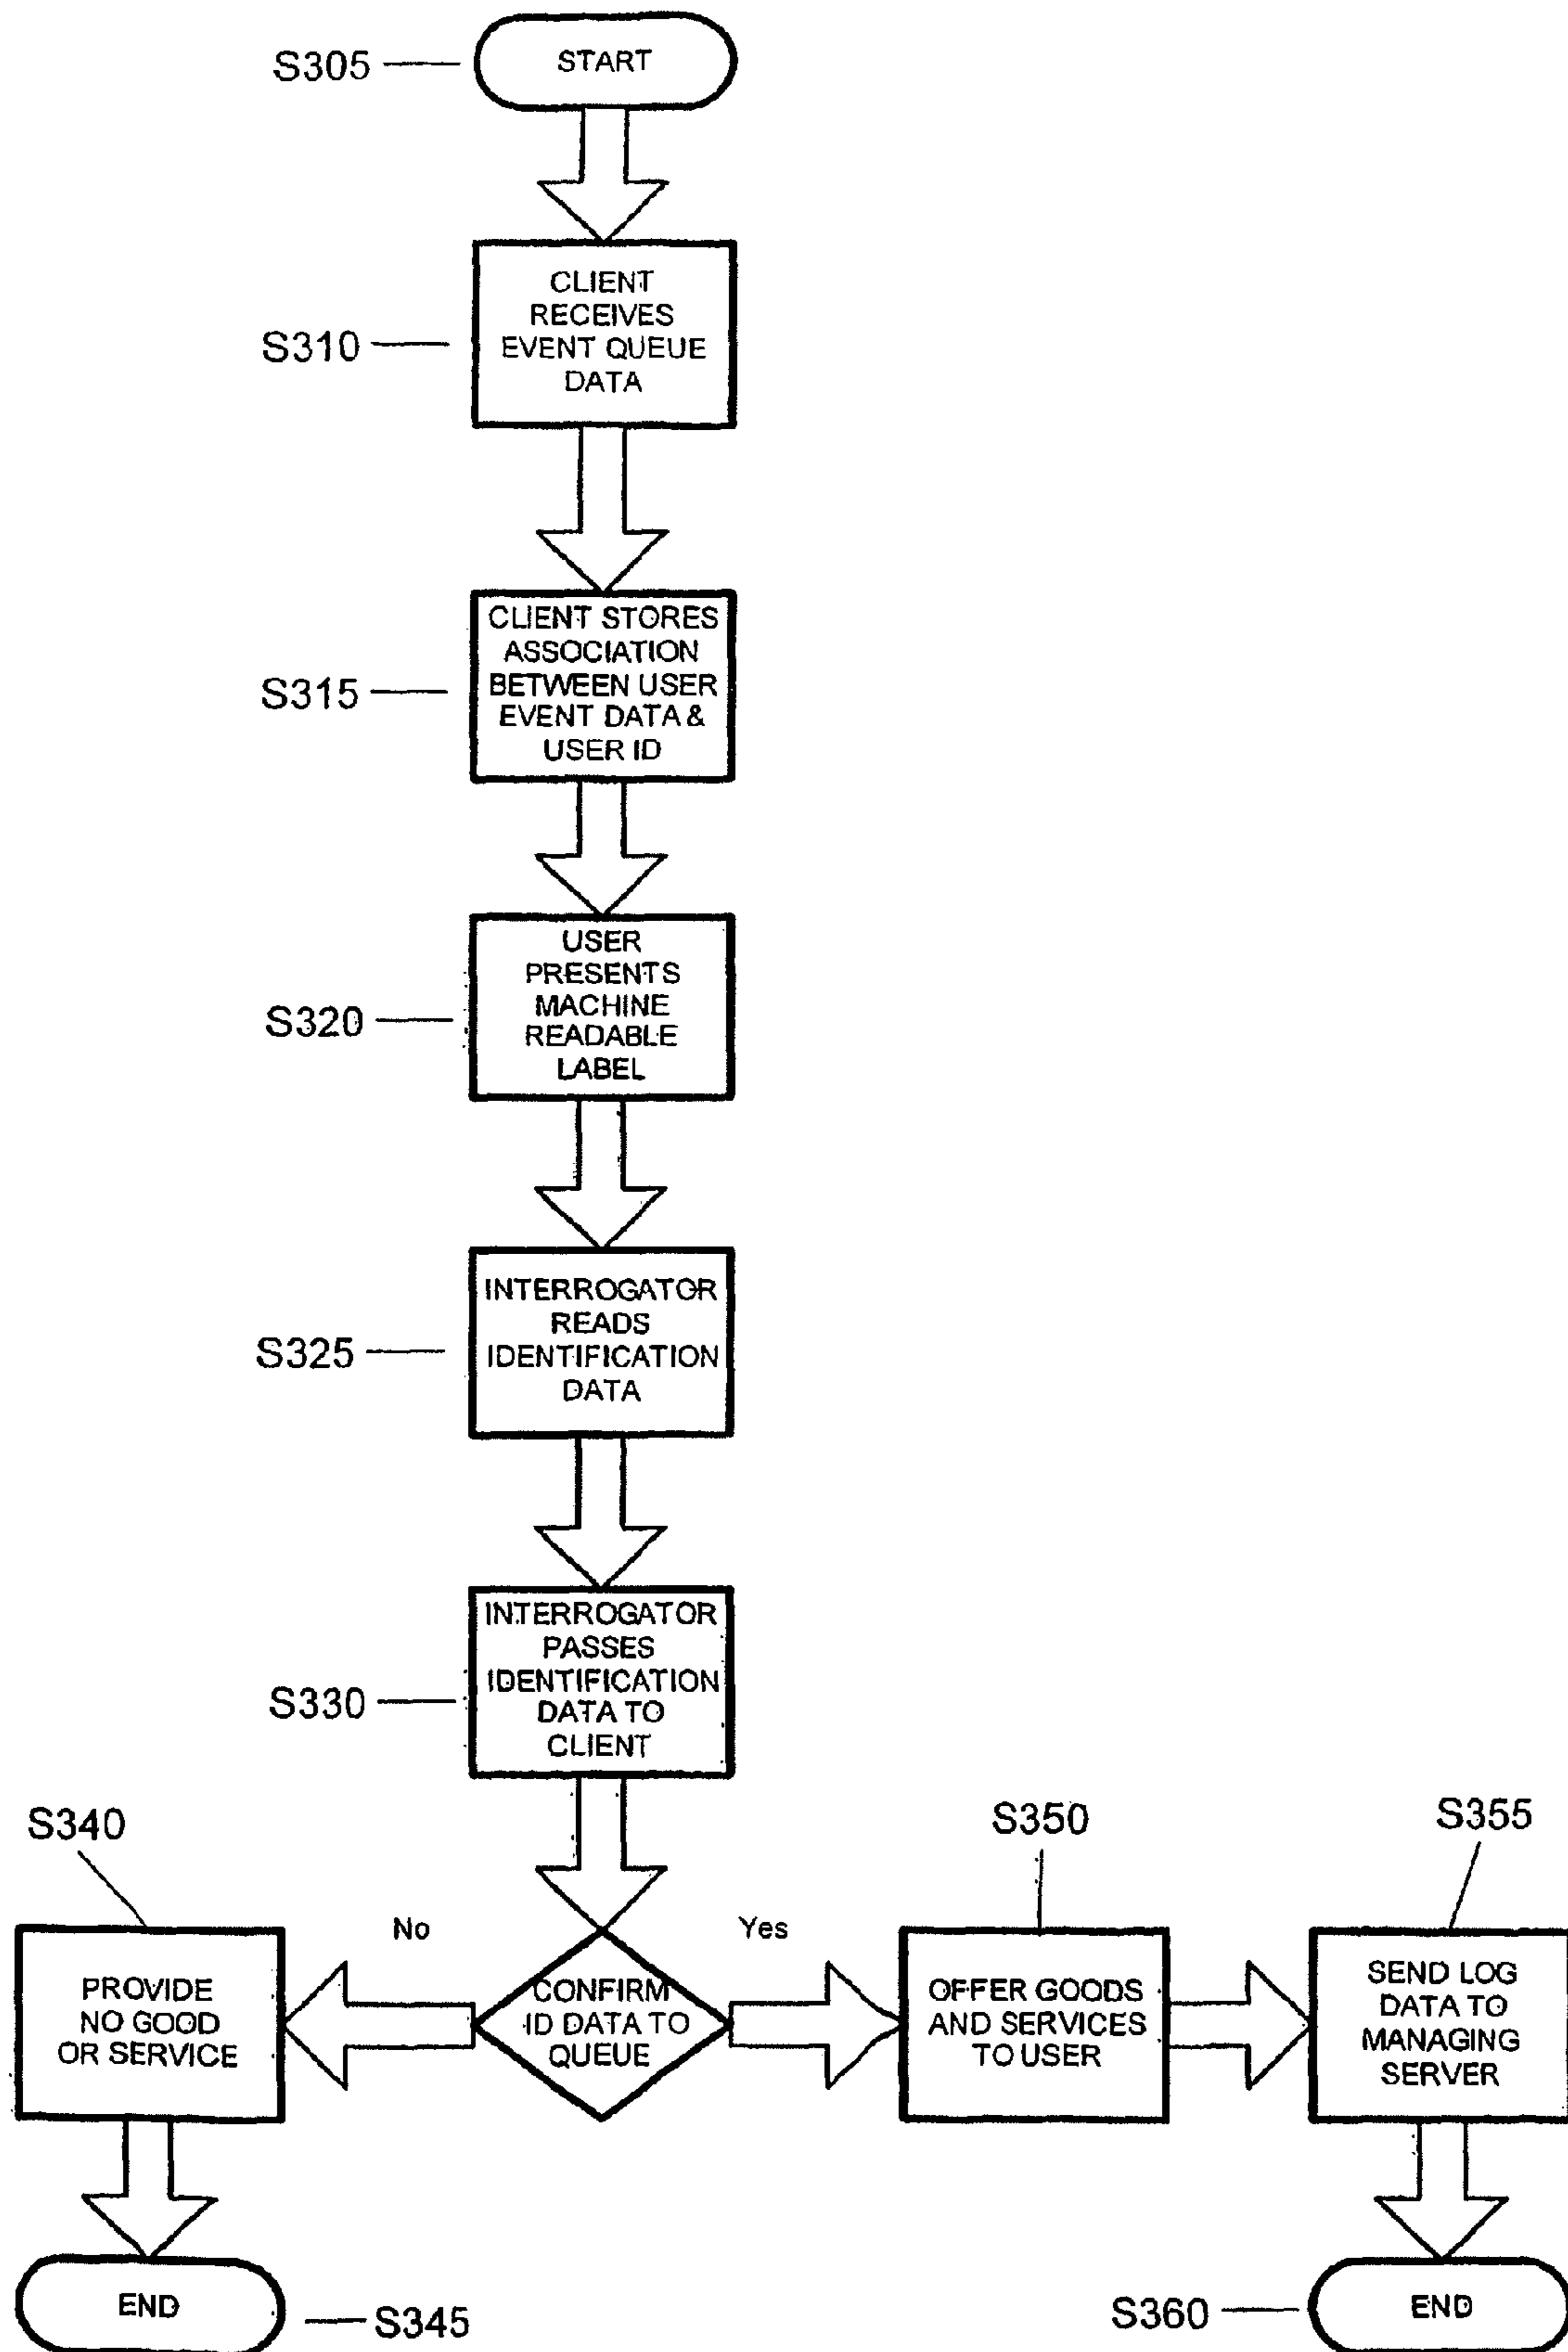 S305
START
S310
CLIENT
RECEIVES
EVENT QUEUE
DATA
S315
CLIENT STORES
ASSOCIATION
BETWEEN USER
EVENT DATA &
USER ID
S320
USER
PRESENTS
MACHINE
READABLE
LABEL
S325
INTERROGATOR
READS
IDENTIFICATION
DATA
S330
INTERROGATOR
PASSES
IDENTIFICATION
DATA TO
CLIENT
S340
S350
S355
No
Yes
PROVIDE
NO GOOD
OR SERVICE
CONFIRM
ID DATA TO
QUEUE
OFFER GOODS
AND SERVICES
TO USER
SEND LOG
DATA TO
MANAGING
SERVER
END
S345
S360
END